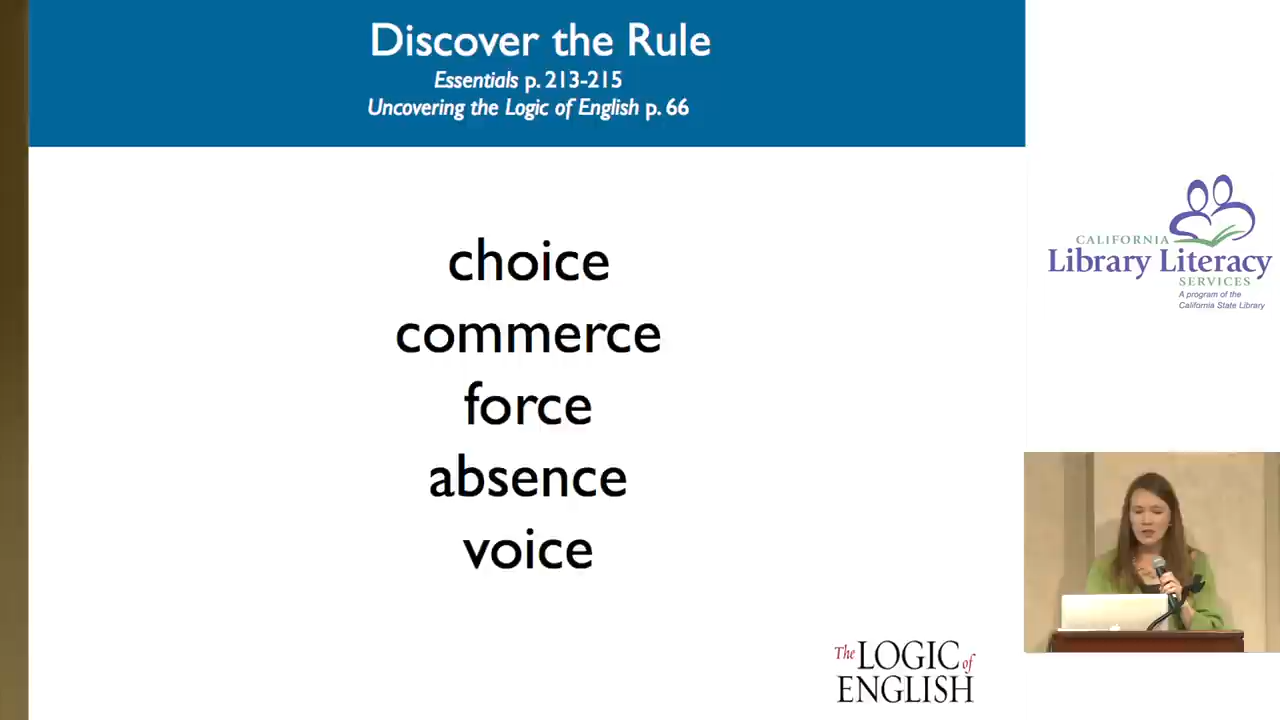 Discover the Rule
Essentials p. 213-215
Uncovering the Logic of English p. 66
choice
commerce
force
absence
voice
The LOGIC of
ENGLISH
CALIFORNIA
Library Literacy
SERVICES
A program of the
California State Library